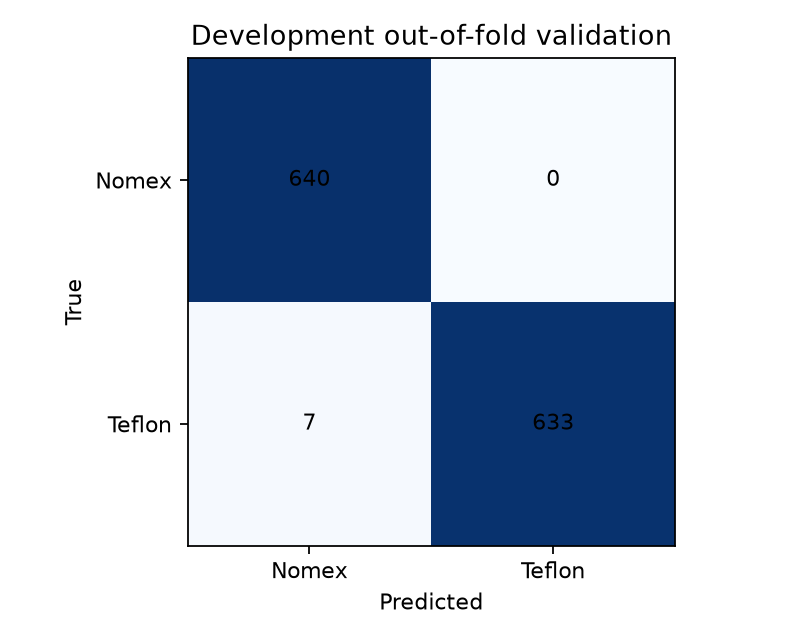 Development out-of-fold validation
Nomex
640
0
True
Teflon
7
633
Nomex
Teflon
Predicted